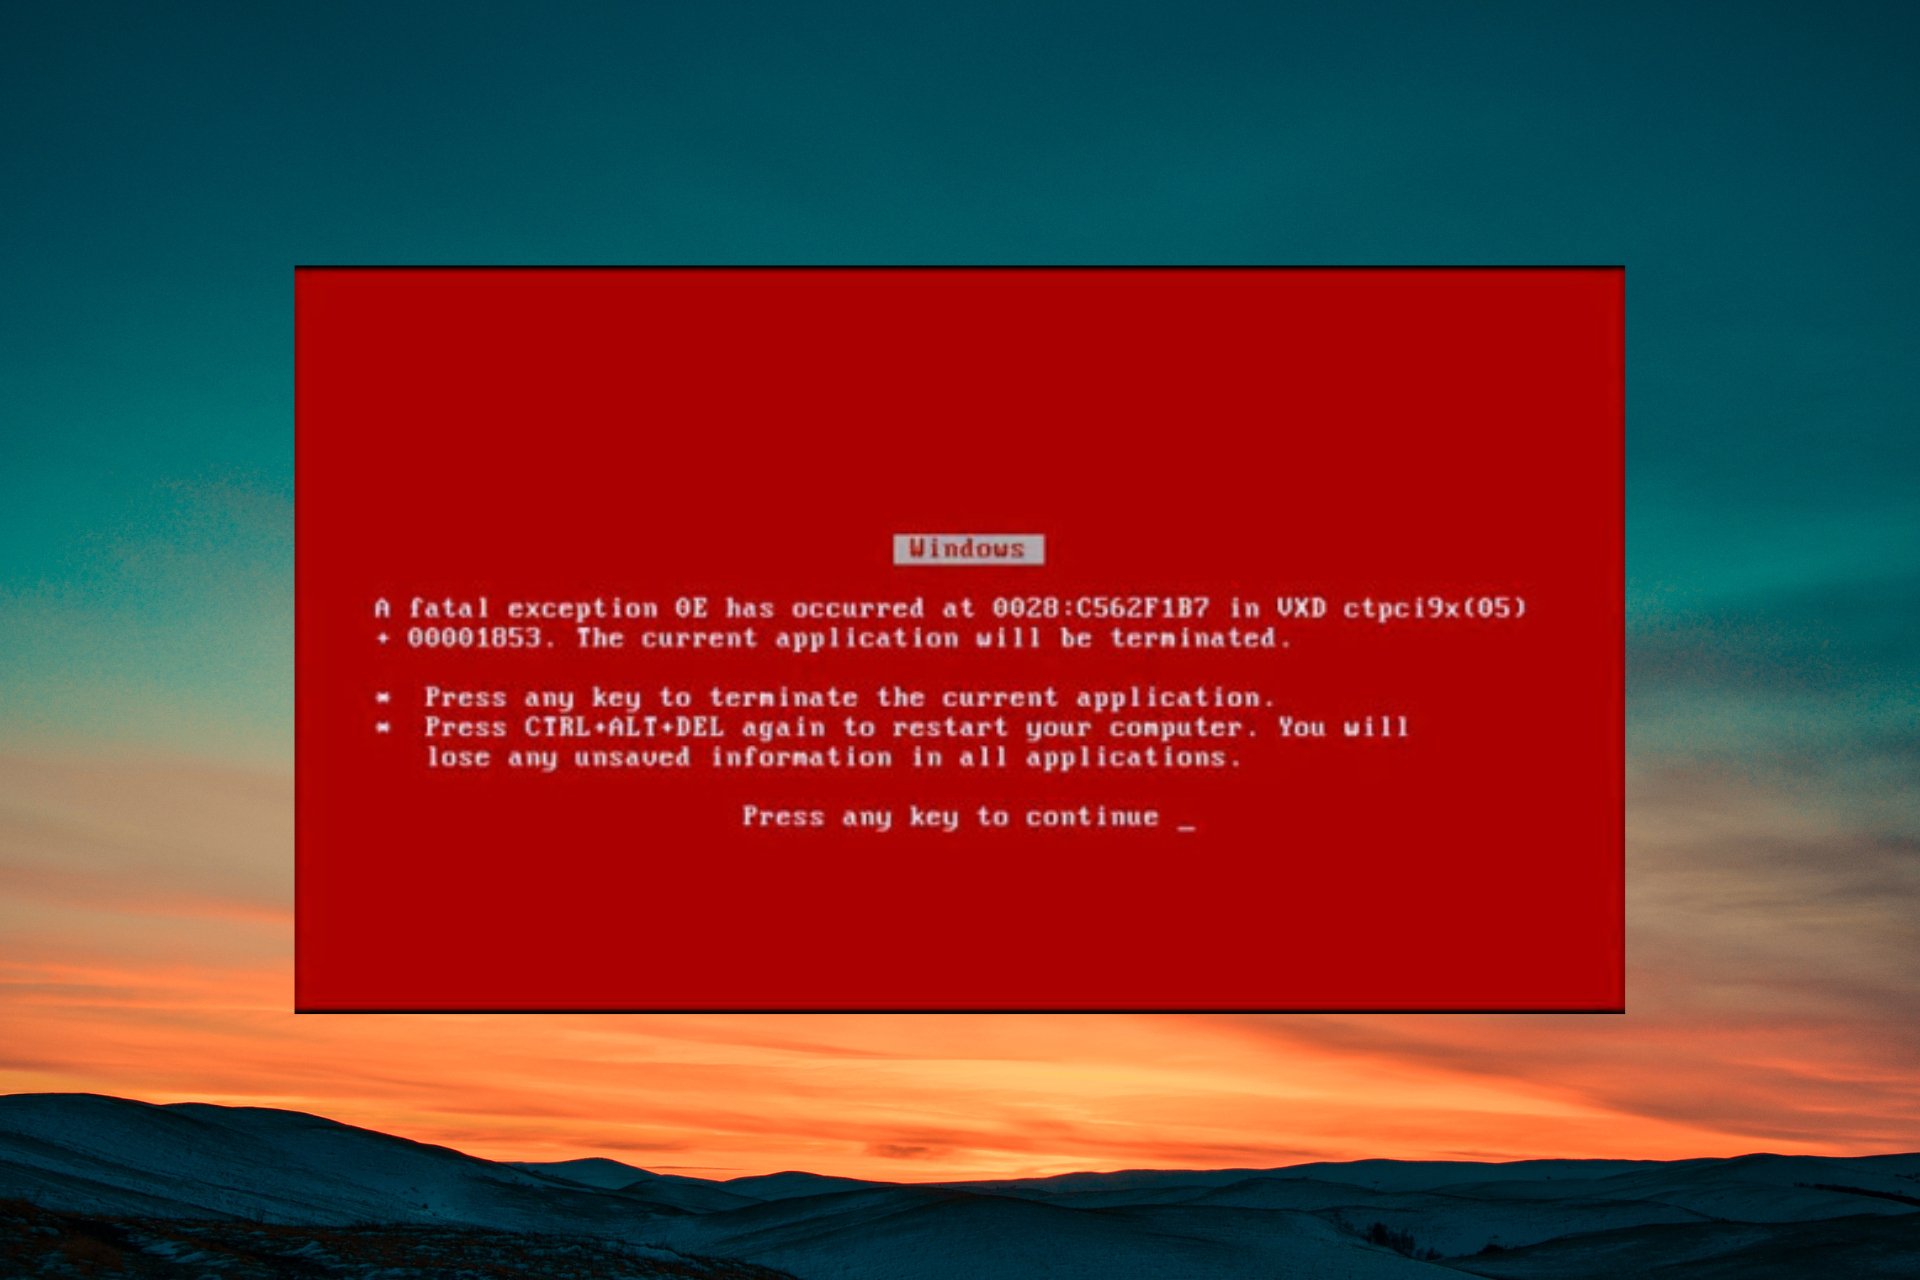 Windows
A fatal exception 0E has occurred at 0028:C562F1B7 in VXD ctpci9x(05)
+ 00001853. The current application will be terminated.
* Press any key to terminate the current application.
* Press CTRL+ALT+DEL again to restart your computer. You will
lose any unsaved information in all applications.
Press any key to continue _